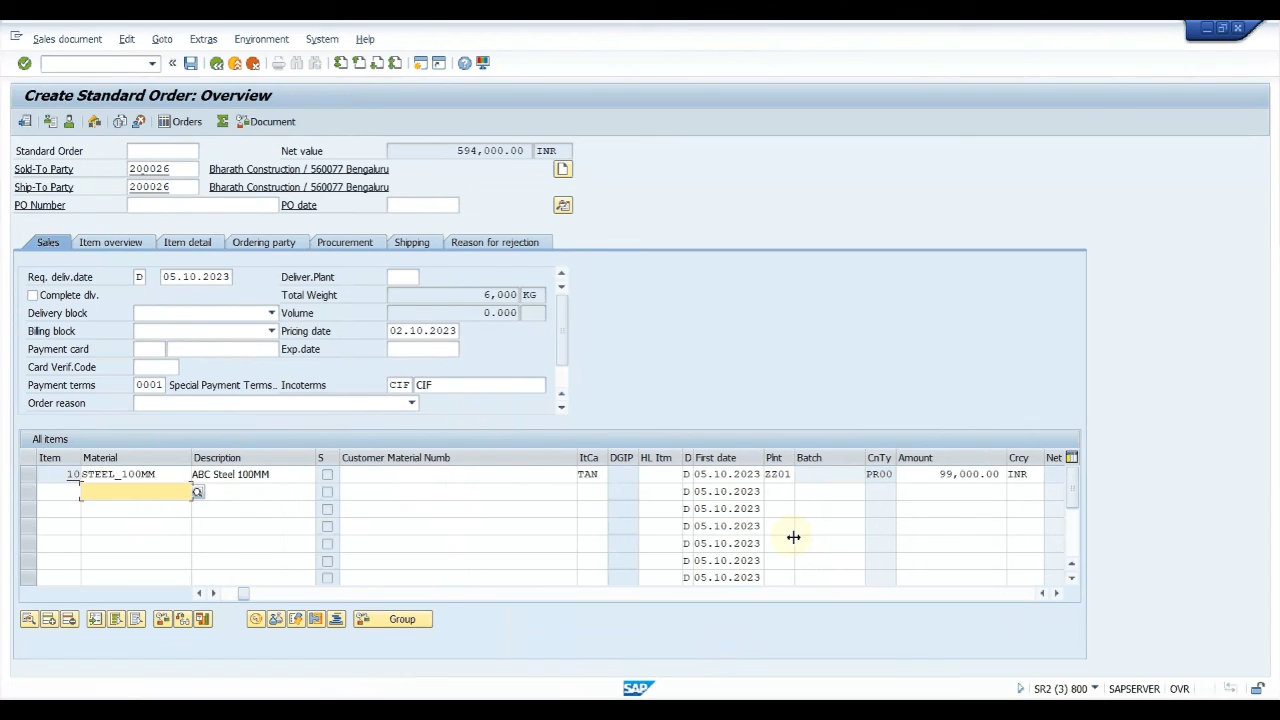 Sales document Edit Goto Extras Environment System Help
Create Standard Order: Overview
Orders Document
Standard Order Net value 594,000.00 INR
Sold-To Party 200026 Bharath Construction / 560077 Bengaluru
Ship-To Party 200026 Bharath Construction / 560077 Bengaluru
PO Number PO date
Sales Item overview Item detail Ordering party Procurement Shipping Reason for rejection
Req. deliv.date D 05.10.2023 Deliver.Plant
Complete dlv. Total Weight 6,000 KG
Delivery block Volume 0.000
Billing block Pricing date 02.10.2023
Payment card Exp.date
Card Verif.Code
Payment terms 0001 Special Payment Terms... Incoterms CIF CIF
Order reason
All items
Item Material Description S Customer Material Numb ItCa DGIP HL Itm D First date Plnt Batch CnTy Amount Crcy Net
10 STEEL_100MM ABC Steel 100MM TAN D 05.10.2023 ZZ01 PR00 99,000.00 INR
D 05.10.2023
D 05.10.2023
D 05.10.2023
D 05.10.2023
D 05.10.2023
D 05.10.2023
Group
SAP SR2 (3) 800 SAPSERVER OVR